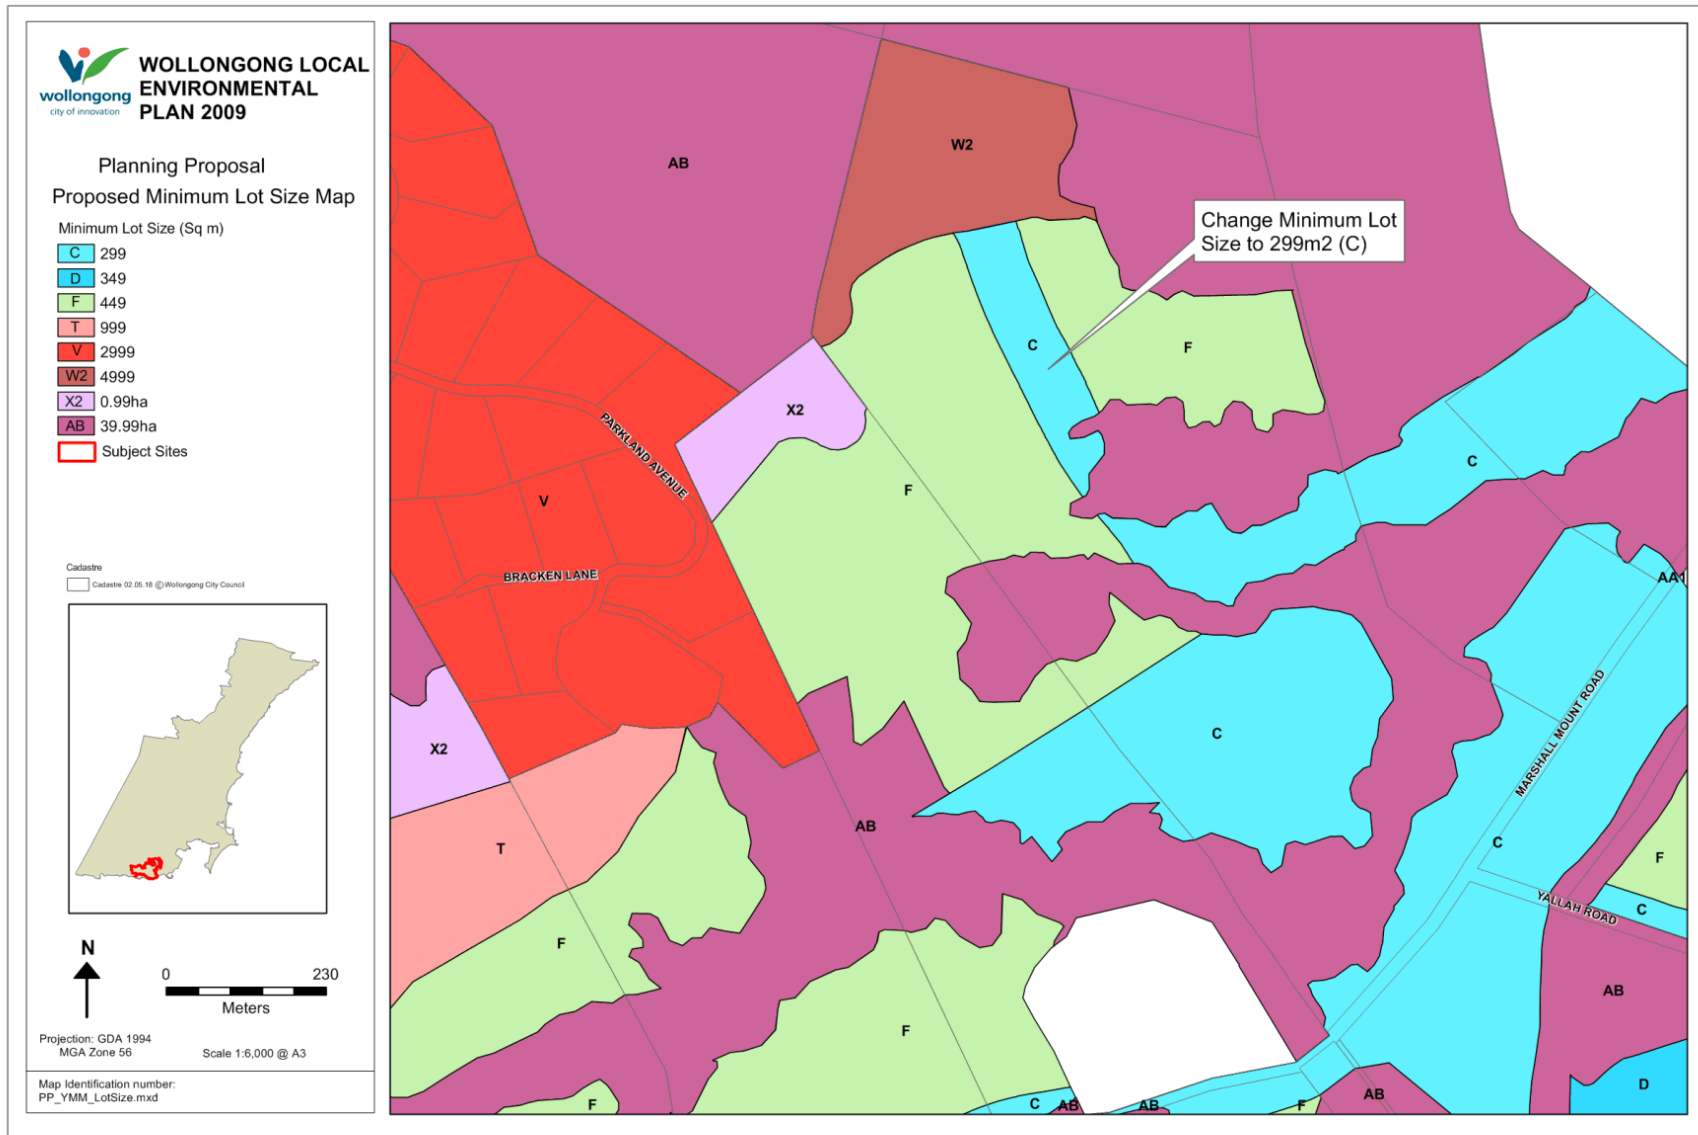 wollongong
city of innovation
WOLLONGONG LOCAL
ENVIRONMENTAL
PLAN 2009
Planning Proposal
Proposed Minimum Lot Size Map
Minimum Lot Size (Sq m)
C 299
D 349
F 449
T 999
V 2999
W2 4999
X2 0.99ha
AB 39.99ha
Subject Sites
Cadastre
Cadastre 02.05.18 © Wollongong City Council
N
0 230
Meters
Projection: GDA 1994
MGA Zone 56
Scale 1:6,000 @ A3
Map Identification number:
PP_YMM_LotSize.mxd
AB
W2
Change Minimum Lot
Size to 299m2 (C)
C
F
X2
PARKLAND AVENUE
C
F
V
BRACKEN LANE
AA1
MARSHALL MOUNT ROAD
C
X2
AB
C
T
F
C
YALLAH ROAD
F
AB
F
D
F
C
AB
AB
F
AB